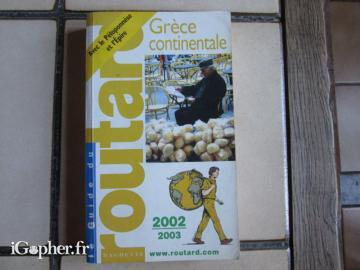 Avec le Péloponnèse
et l'Épire
Grèce
continentale
le Guide du
routard
HACHETTE
2002
2003
www.routard.com
iGopher.fr